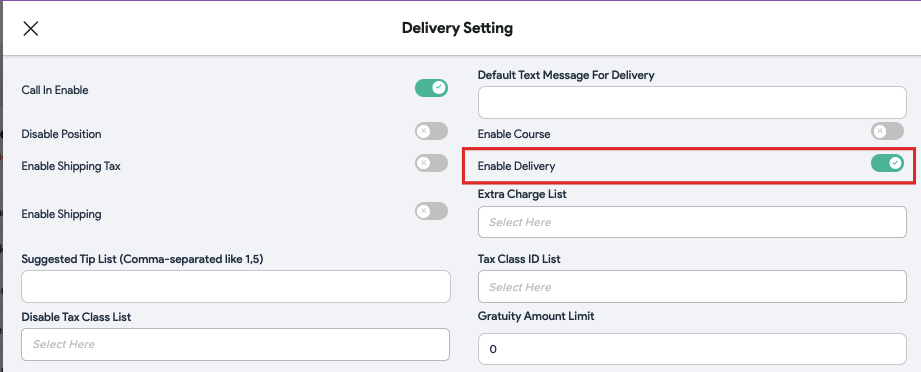 Delivery Setting
Call In Enable
Default Text Message For Delivery
Disable Position
Enable Course
Enable Shipping Tax
Enable Delivery
Enable Shipping
Extra Charge List
Select Here
Suggested Tip List (Comma-separated like 1,5)
Tax Class ID List
Select Here
Disable Tax Class List
Select Here
Gratuity Amount Limit
0